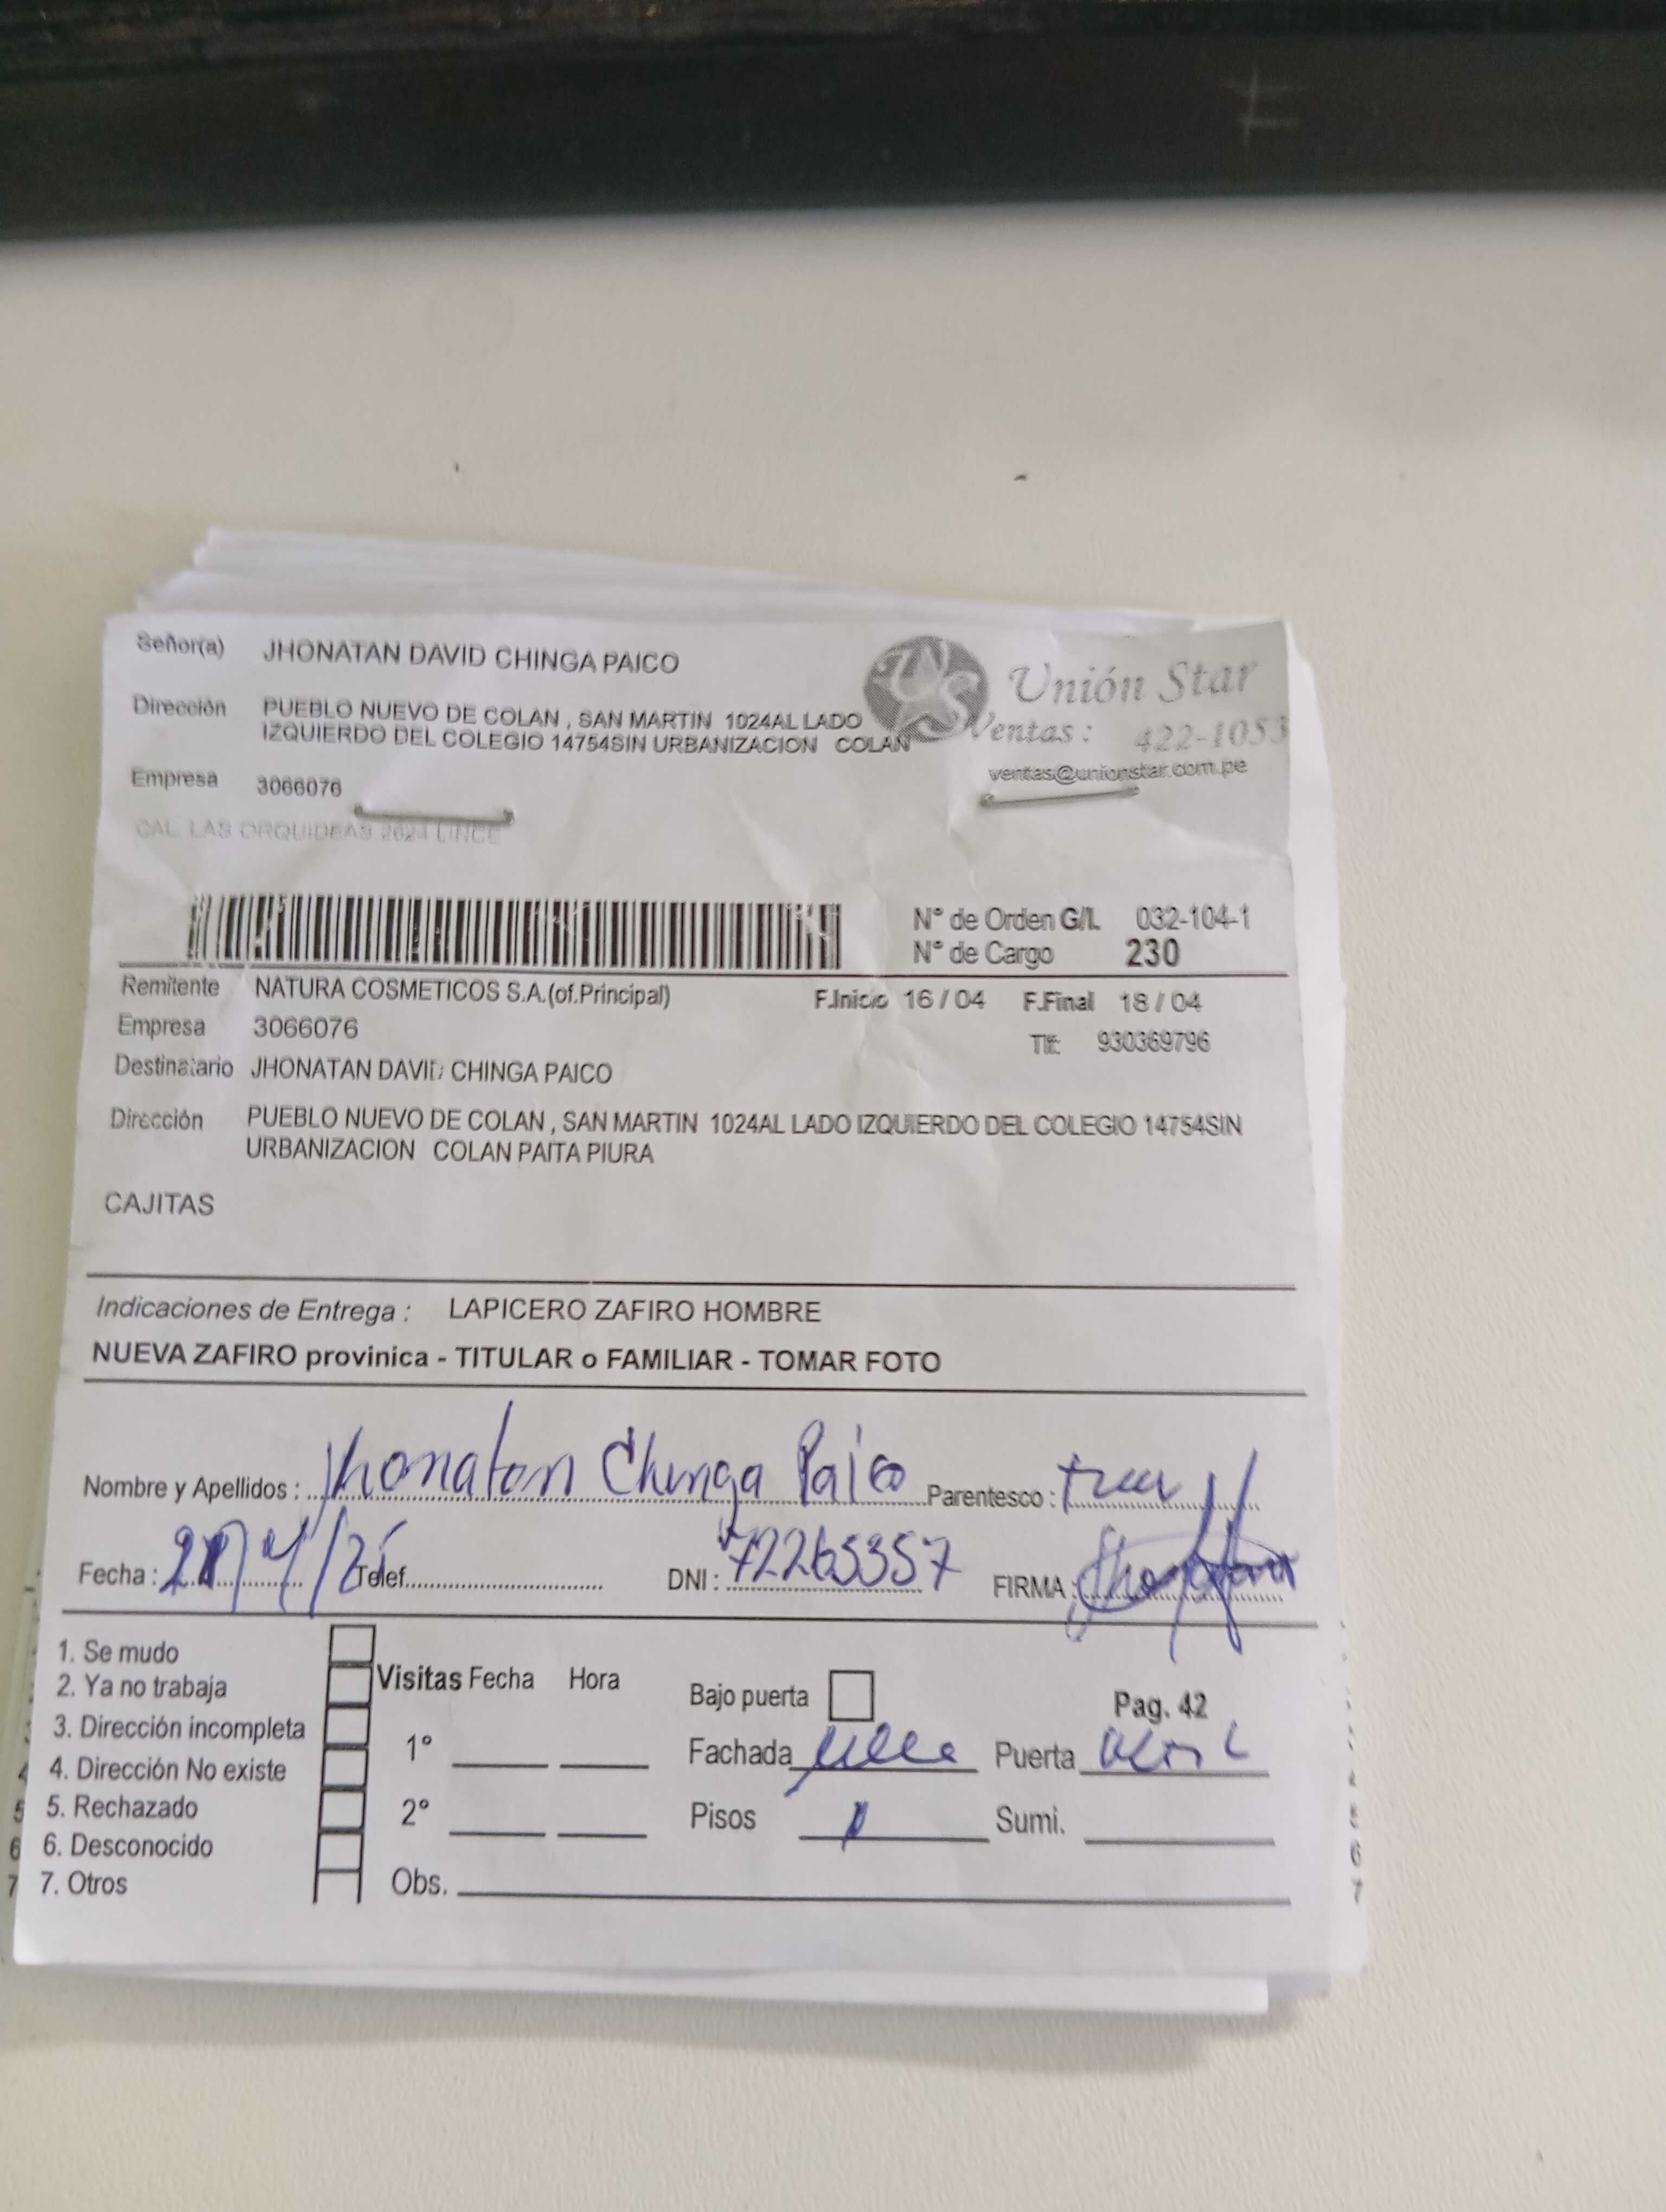 Señor(a) JHONATAN DAVID CHINGA PAICO
Unión Star
Dirección PUEBLO NUEVO DE COLAN , SAN MARTIN 1024AL LADO
IZQUIERDO DEL COLEGIO 14754SIN URBANIZACION COLAN
Ventas : 422-1053
ventas@unionstar.com.pe
Empresa 3066076
CAL. LAS ORQUIDEAS 2624 LINCE
N° de Orden G/L 032-104-1
N° de Cargo 230
Remitente NATURA COSMETICOS S.A.(of.Principal) F.Inicio 16 / 04 F.Final 18 / 04
Empresa 3066076 Tlf: 930369796
Destinatario JHONATAN DAVID CHINGA PAICO
Dirección PUEBLO NUEVO DE COLAN , SAN MARTIN 1024AL LADO IZQUIERDO DEL COLEGIO 14754SIN
URBANIZACION COLAN PAITA PIURA
CAJITAS
Indicaciones de Entrega : LAPICERO ZAFIRO HOMBRE
NUEVA ZAFIRO provinica - TITULAR o FAMILIAR - TOMAR FOTO
Nombre y Apellidos : Jhonatan Chinga Paico Parentesco :
Fecha : Telef. DNI : 72265357 FIRMA :
1. Se mudo
2. Ya no trabaja
3. Dirección incompleta
4. Dirección No existe
5. Rechazado
6. Desconocido
7. Otros
Visitas Fecha Hora
1°
2°
Obs.
Bajo puerta Pag. 42
Fachada Puerta
Pisos 1 Sumi.